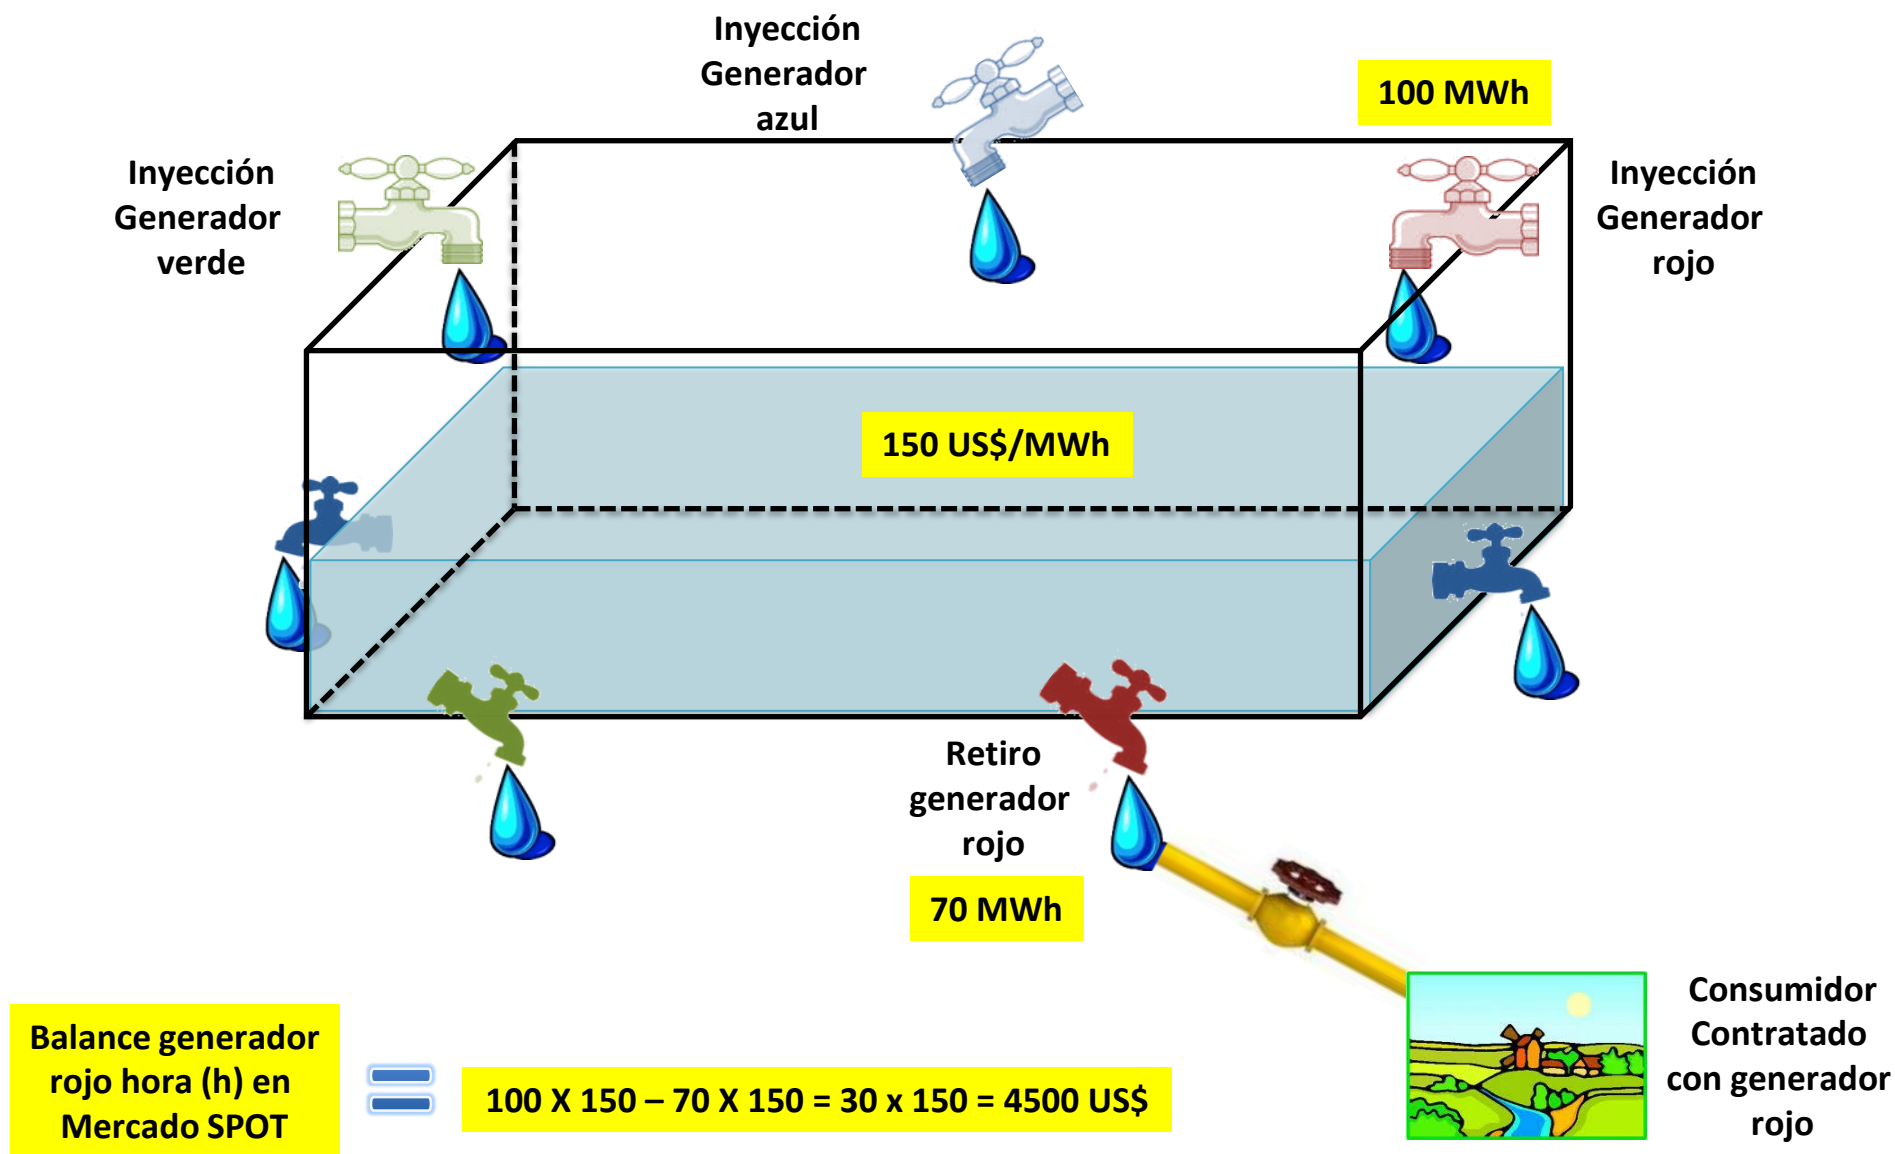 Inyección
Generador
azul
100 MWh
Inyección
Generador
verde
Inyección
Generador
rojo
150 US$/MWh
Retiro
generador
rojo
70 MWh
Consumidor
Contratado
con generador
rojo
Balance generador
rojo hora (h) en
Mercado SPOT
100 X 150 – 70 X 150 = 30 x 150 = 4500 US$